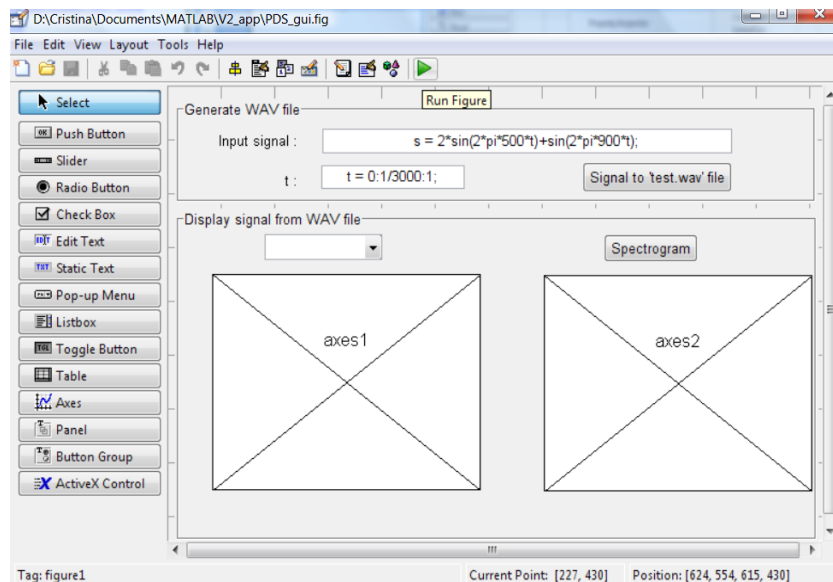 D:\Cristina\Documents\MATLAB\V2_app\PDS_gui.fig
File Edit View Layout Tools Help
Run Figure
Select
Push Button
Slider
Radio Button
Check Box
Edit Text
Static Text
Pop-up Menu
Listbox
Toggle Button
Table
Axes
Panel
Button Group
ActiveX Control
Generate WAV file
Input signal :
s = 2*sin(2*pi*500*t)+sin(2*pi*900*t);
t :
t = 0:1/3000:1;
Signal to 'test.wav' file
Display signal from WAV file
Spectrogram
axes1
axes2
Tag: figure1
Current Point: [227, 430]
Position: [624, 554, 615, 430]